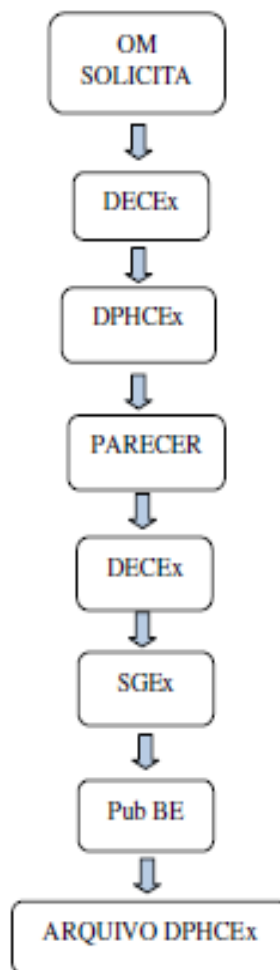 OM
SOLICITA
DECEx
DPHCEx
PARECER
DECEx
SGEx
Pub BE
ARQUIVO DPHCEx